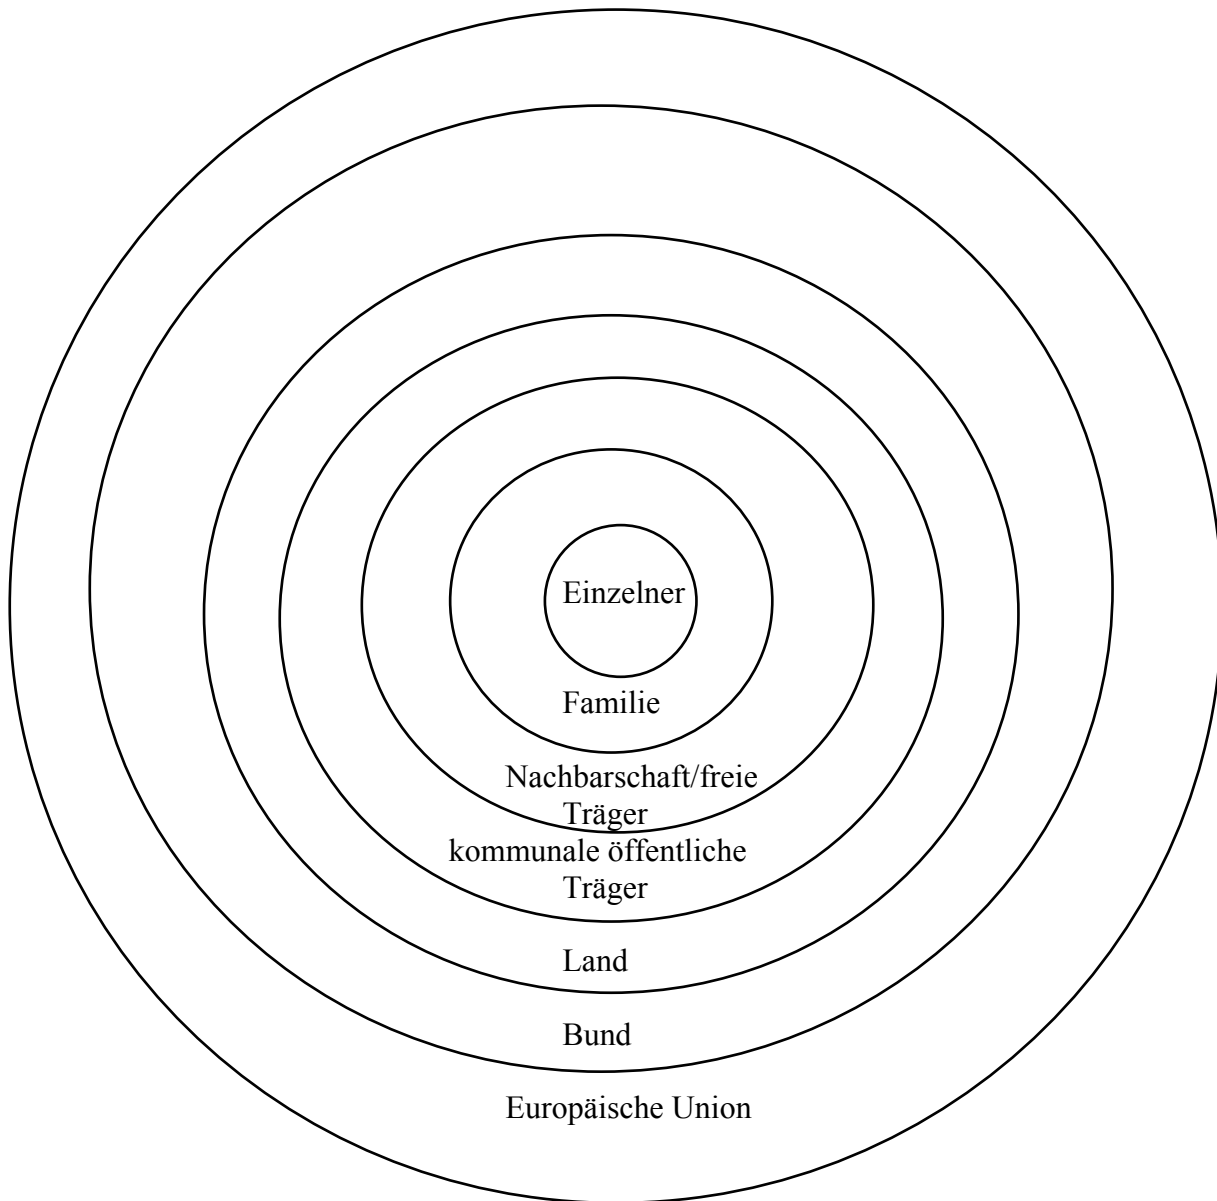 Einzelner
Familie
Nachbarschaft/freie
Träger
kommunale öffentliche
Träger
Land
Bund
Europäische Union